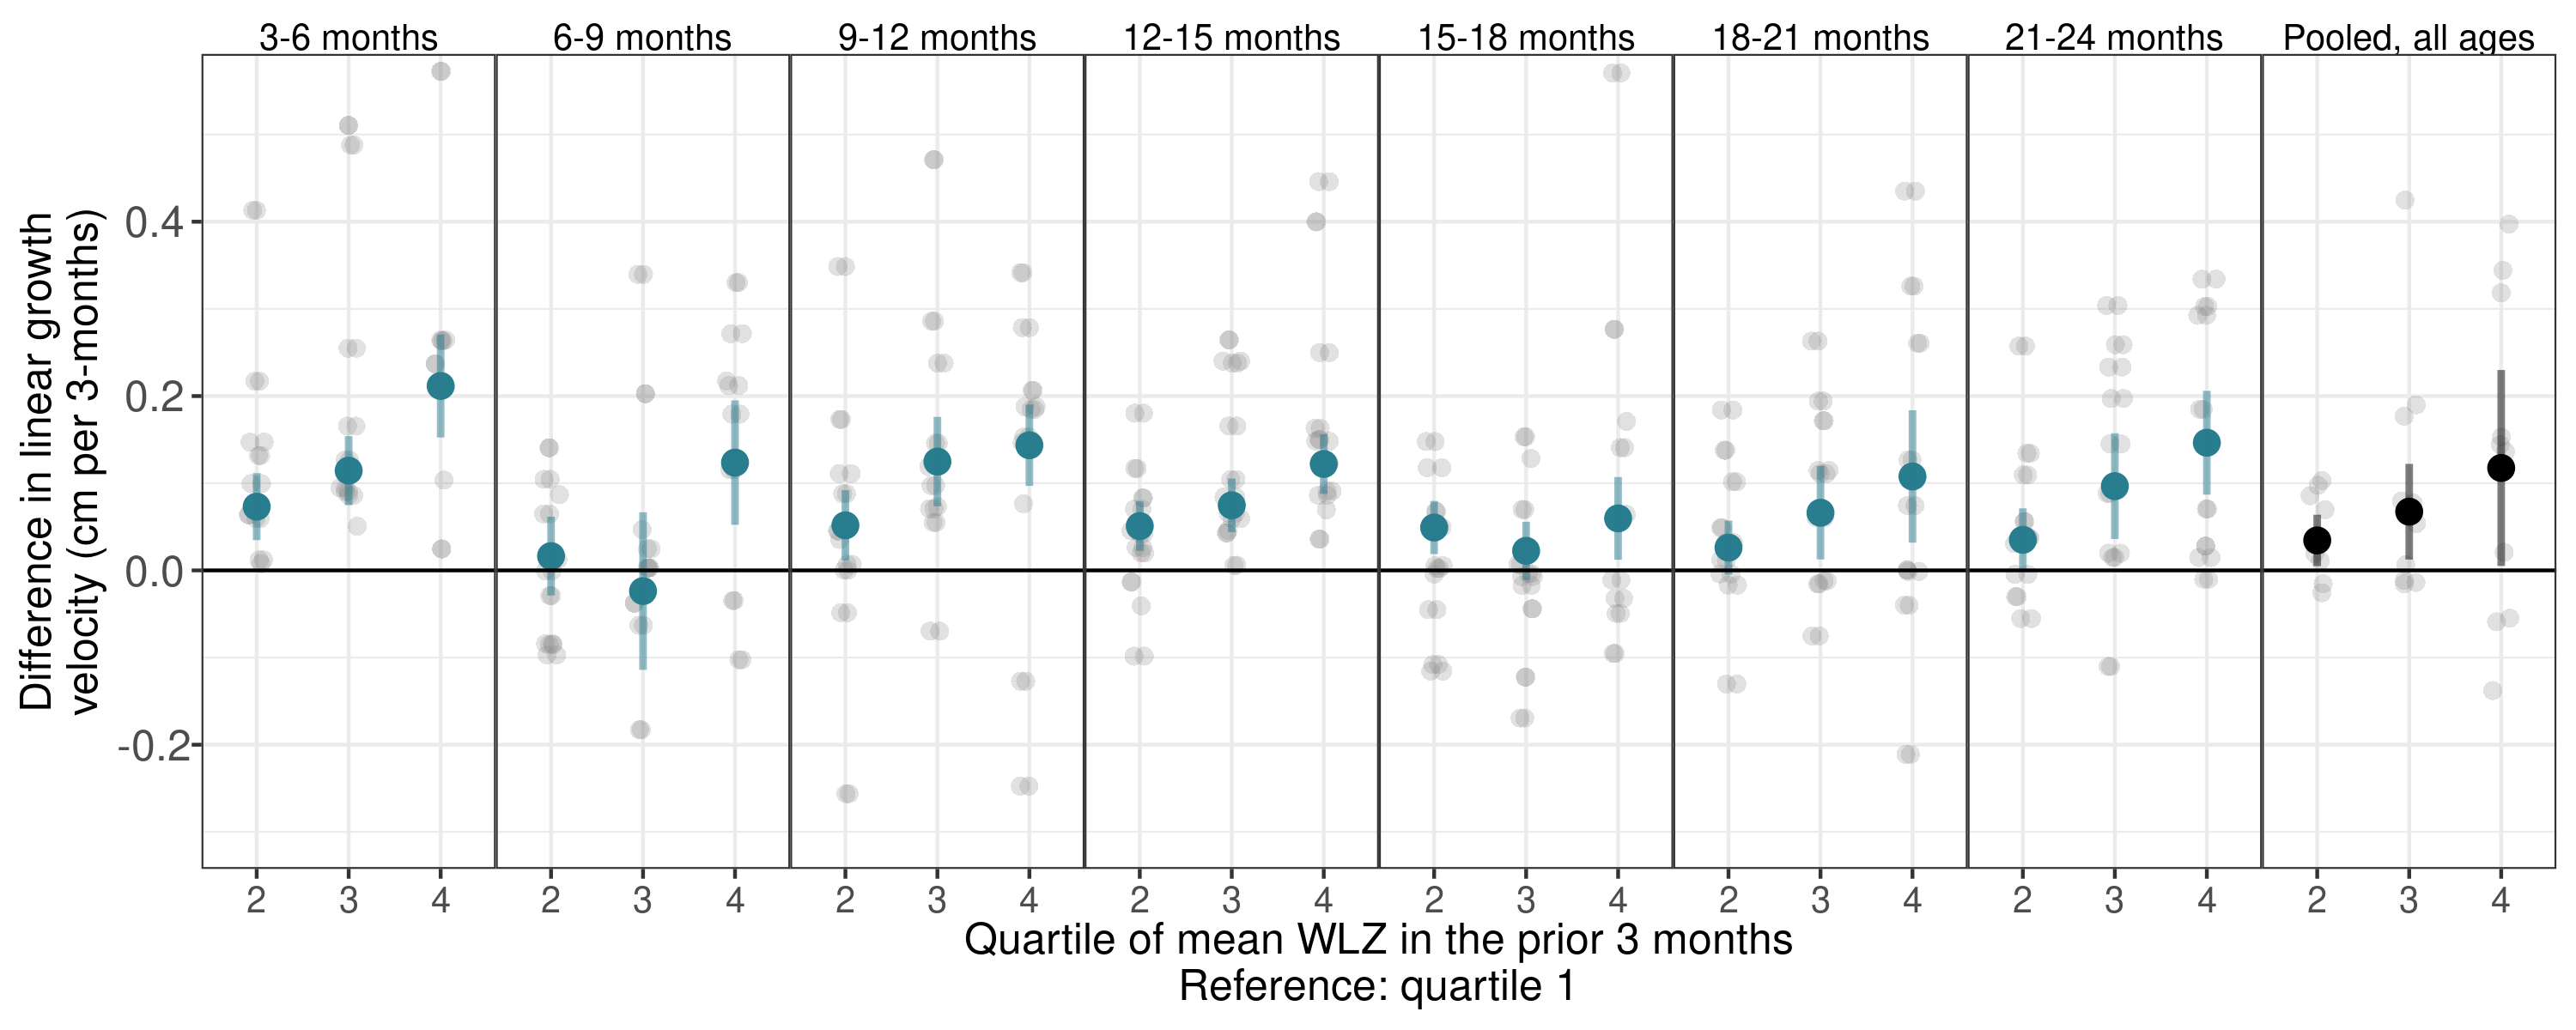 3-6 months 6-9 months 9-12 months 12-15 months 15-18 months 18-21 months 21-24 months Pooled, all ages
Difference in linear growth
velocity (cm per 3-months)
0.4
0.2
0.0
-0.2
2 3 4 2 3 4 2 3 4 2 3 4 2 3 4 2 3 4 2 3 4 2 3 4
Quartile of mean WLZ in the prior 3 months
Reference: quartile 1